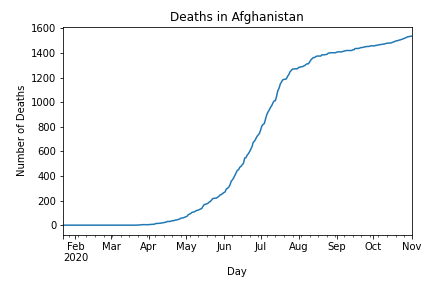 Deaths in Afghanistan
1600
1400
1200
1000
800
600
400
200
0
Number of Deaths
Feb Mar Apr May Jun Jul Aug Sep Oct Nov
2020
Day